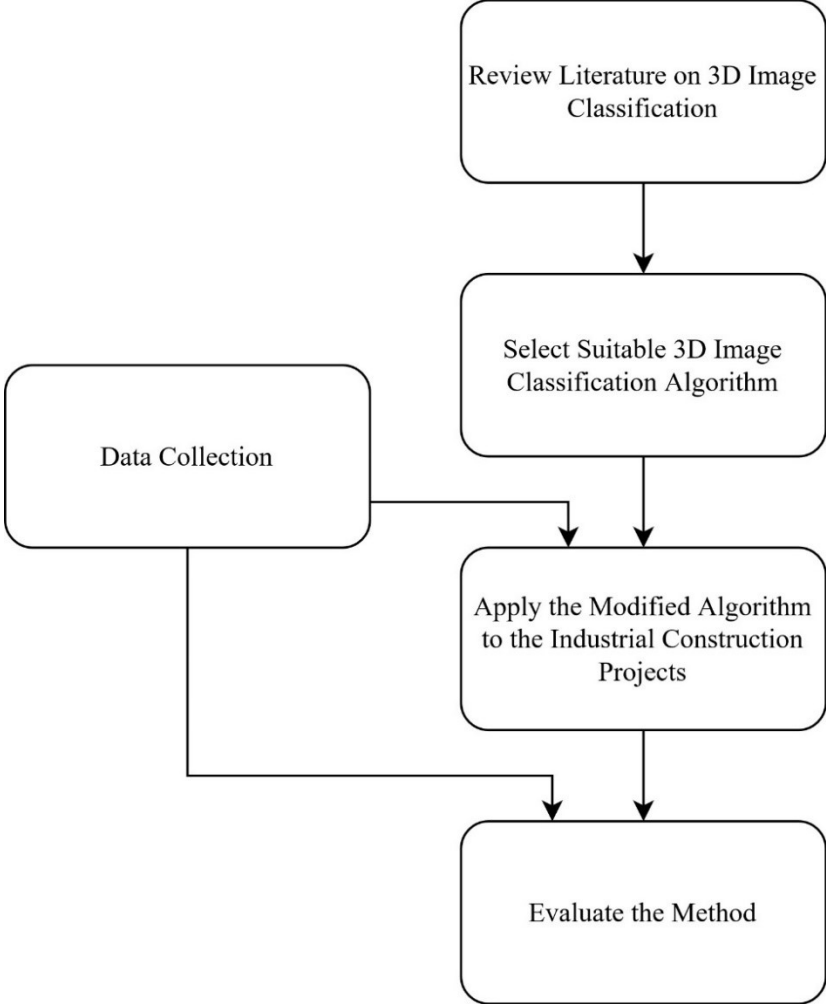 Review Literature on 3D Image
Classification
Select Suitable 3D Image
Classification Algorithm
Data Collection
Apply the Modified Algorithm
to the Industrial Construction
Projects
Evaluate the Method